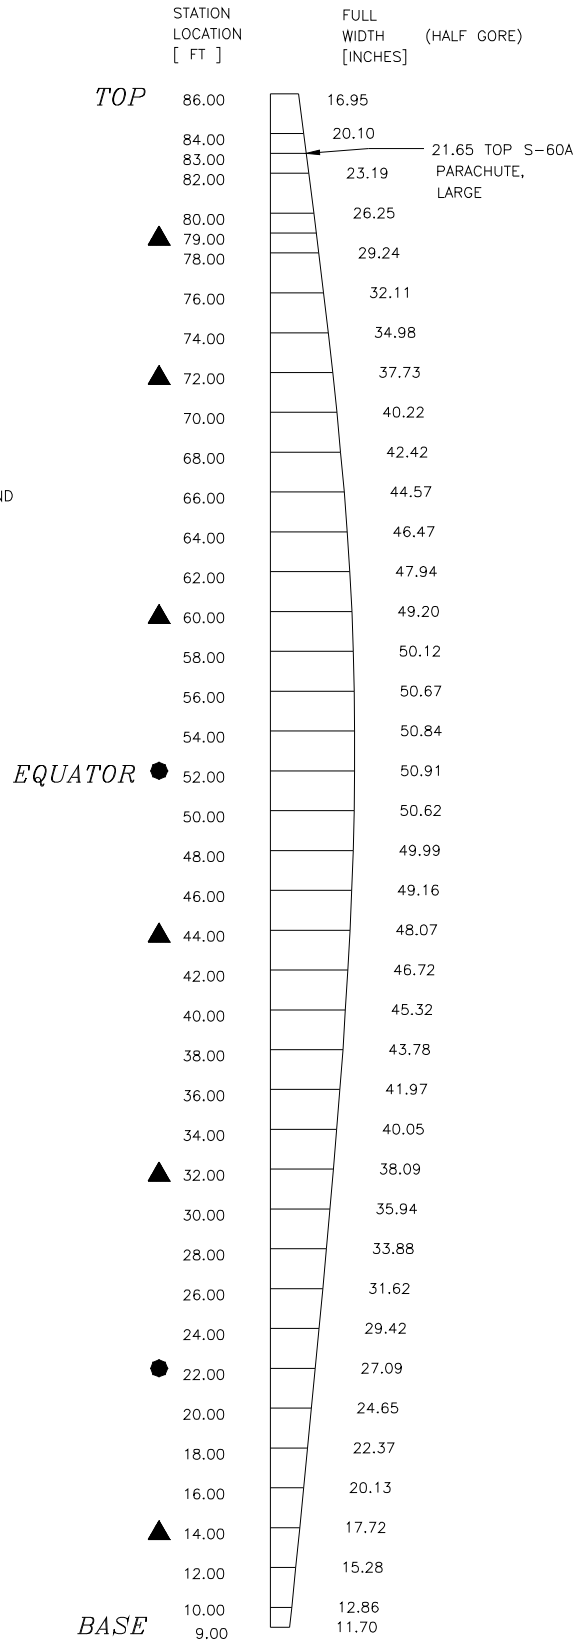 STATION
LOCATION
[ FT ]
FULL
WIDTH (HALF GORE)
[INCHES]
TOP 86.00 16.95
84.00 20.10
83.00 21.65 TOP S-60A
PARACHUTE,
LARGE
82.00 23.19
80.00 26.25
79.00
78.00 29.24
76.00 32.11
74.00 34.98
72.00 37.73
70.00 40.22
68.00 42.42
66.00 44.57
ND
64.00 46.47
62.00 47.94
60.00 49.20
58.00 50.12
56.00 50.67
54.00 50.84
EQUATOR 52.00 50.91
50.00 50.62
48.00 49.99
46.00 49.16
44.00 48.07
42.00 46.72
40.00 45.32
38.00 43.78
36.00 41.97
34.00 40.05
32.00 38.09
30.00 35.94
28.00 33.88
26.00 31.62
24.00 29.42
22.00 27.09
20.00 24.65
18.00 22.37
16.00 20.13
14.00 17.72
12.00 15.28
10.00 12.86
BASE 9.00 11.70